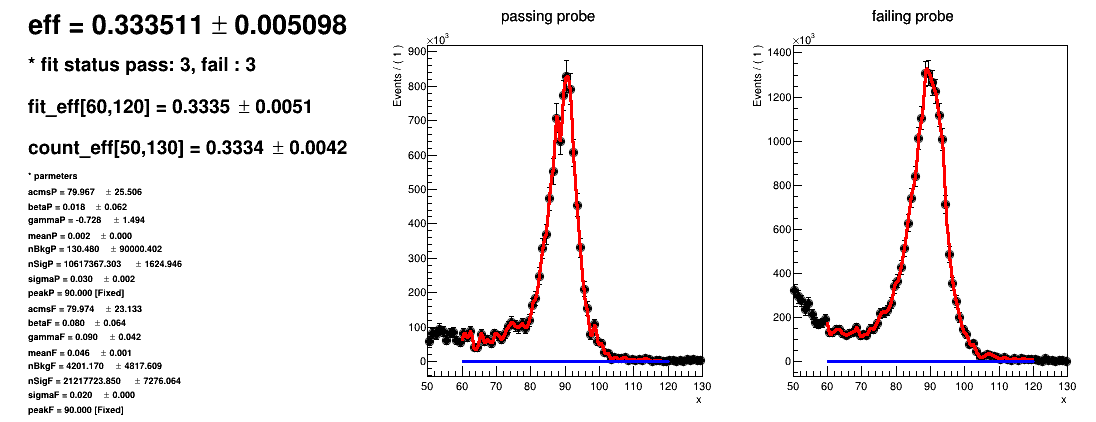 eff = 0.333511 ± 0.005098
* fit status pass: 3, fail : 3
fit_eff[60,120] = 0.3335 ± 0.0051
count_eff[50,130] = 0.3334 ± 0.0042
* parmeters
acmsP = 79.967 ± 25.506
betaP = 0.018 ± 0.062
gammaP = -0.728 ± 1.494
meanP = 0.002 ± 0.000
nBkgP = 130.480 ± 90000.402
nSigP = 10617367.303 ± 1624.946
sigmaP = 0.030 ± 0.002
peakP = 90.000 [Fixed]
acmsF = 79.974 ± 23.133
betaF = 0.080 ± 0.064
gammaF = 0.090 ± 0.042
meanF = 0.046 ± 0.001
nBkgF = 4201.170 ± 4817.609
nSigF = 21217723.850 ± 7276.064
sigmaF = 0.020 ± 0.000
peakF = 90.000 [Fixed]
passing probe
×10³
Events / ( 1 )
900
800
700
600
500
400
300
200
100
0
50 60 70 80 90 100 110 120 130
x
failing probe
×10³
Events / ( 1 )
1400
1200
1000
800
600
400
200
0
50 60 70 80 90 100 110 120 130
x